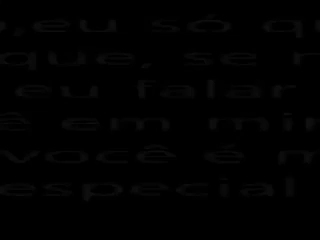 ,eu só
que, se
eu falar
em
você é
especial